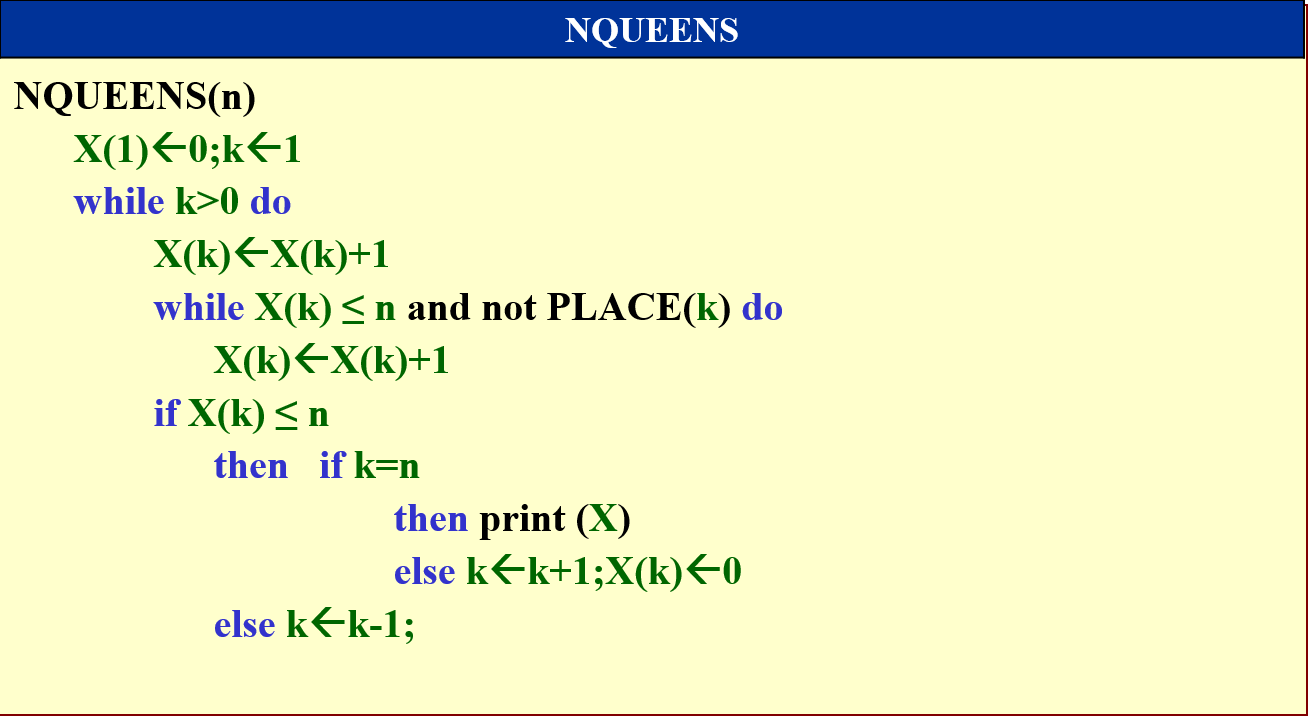 NQUEENS
NQUEENS(n)
X(1)←0;k←1
while k>0 do
X(k)←X(k)+1
while X(k) ≤ n and not PLACE(k) do
X(k)←X(k)+1
if X(k) ≤ n
then if k=n
then print (X)
else k←k+1;X(k)←0
else k←k-1;